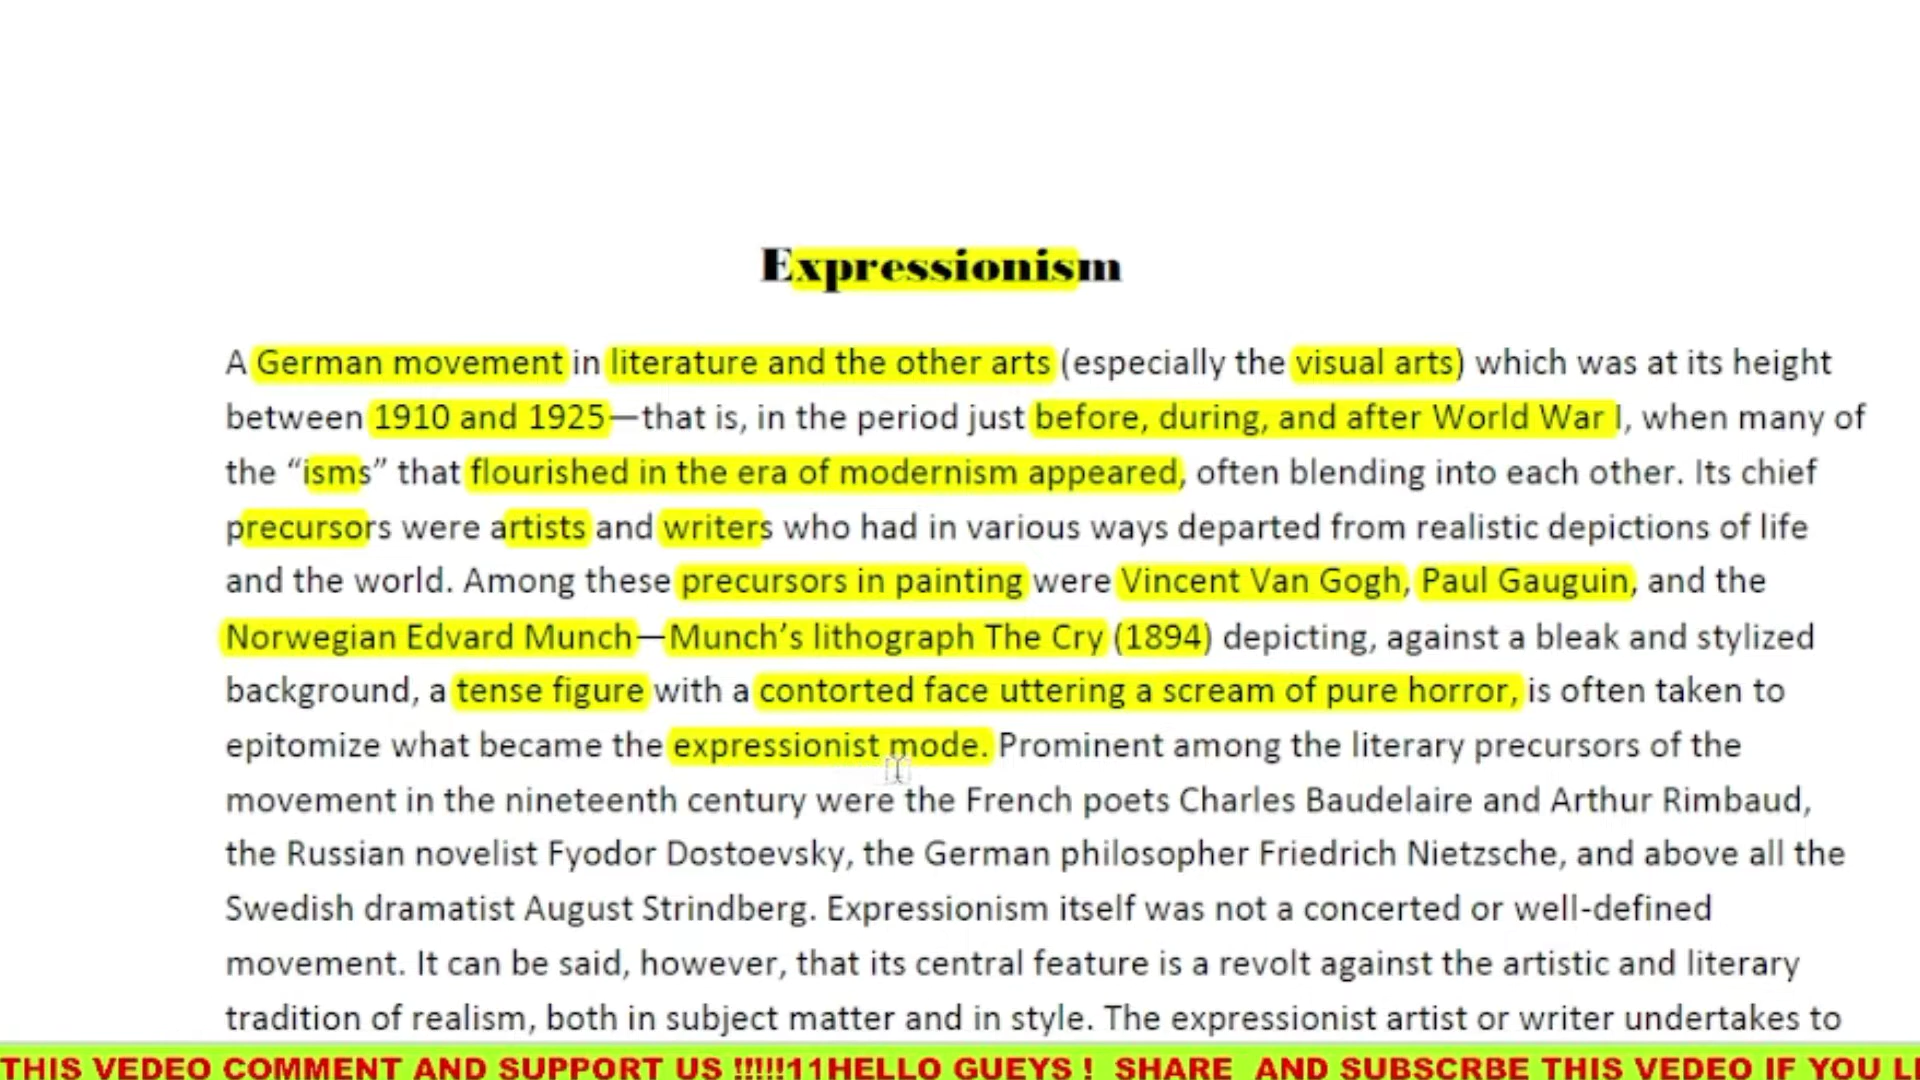 Expressionism
A German movement in literature and the other arts (especially the visual arts) which was at its height
between 1910 and 1925—that is, in the period just before, during, and after World War I, when many of
the “isms” that flourished in the era of modernism appeared, often blending into each other. Its chief
precursors were artists and writers who had in various ways departed from realistic depictions of life
and the world. Among these precursors in painting were Vincent Van Gogh, Paul Gauguin, and the
Norwegian Edvard Munch—Munch’s lithograph The Cry (1894) depicting, against a bleak and stylized
background, a tense figure with a contorted face uttering a scream of pure horror, is often taken to
epitomize what became the expressionist mode. Prominent among the literary precursors of the
movement in the nineteenth century were the French poets Charles Baudelaire and Arthur Rimbaud,
the Russian novelist Fyodor Dostoevsky, the German philosopher Friedrich Nietzsche, and above all the
Swedish dramatist August Strindberg. Expressionism itself was not a concerted or well-defined
movement. It can be said, however, that its central feature is a revolt against the artistic and literary
tradition of realism, both in subject matter and in style. The expressionist artist or writer undertakes to
THIS VEDEO COMMENT AND SUPPORT US !!!!!11HELLO GUEYS ! SHARE AND SUBSCRBE THIS VEDEO IF YOU LI